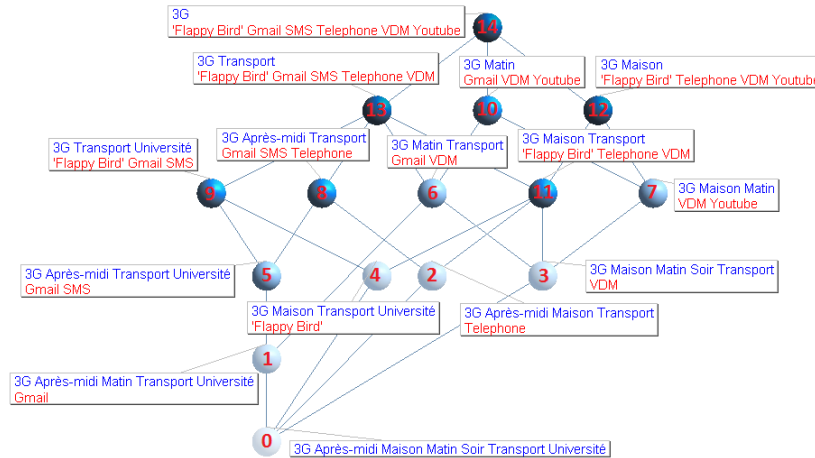 3G
'Flappy Bird' Gmail SMS Telephone VDM Youtube
14
3G Transport
'Flappy Bird' Gmail SMS Telephone VDM
3G Matin
Gmail VDM Youtube
3G Maison
'Flappy Bird' Telephone VDM Youtube
13
10
12
3G Transport Université
'Flappy Bird' Gmail SMS
3G Après-midi Transport
Gmail SMS Telephone
3G Matin Transport
Gmail VDM
3G Maison Transport
'Flappy Bird' Telephone VDM
9
8
6
11
7
3G Maison Matin
VDM Youtube
3G Après-midi Transport Université
Gmail SMS
5
4
2
3
3G Maison Matin Soir Transport
VDM
3G Maison Transport Université
'Flappy Bird'
3G Après-midi Maison Transport
Telephone
1
3G Après-midi Matin Transport Université
Gmail
0
3G Après-midi Maison Matin Soir Transport Université